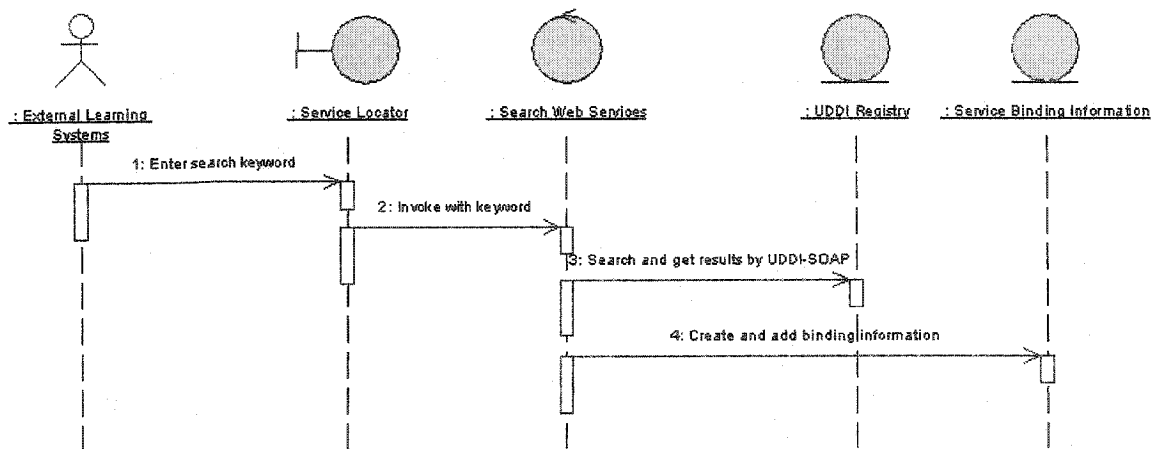 : External Learning
Systems
: Service Locator
: Search Web Services
: UDDI Registry
: Service Binding Information
1: Enter search keyword
2: Invoke with keyword
3: Search and get results by UDDI-SOAP
4: Create and add binding information